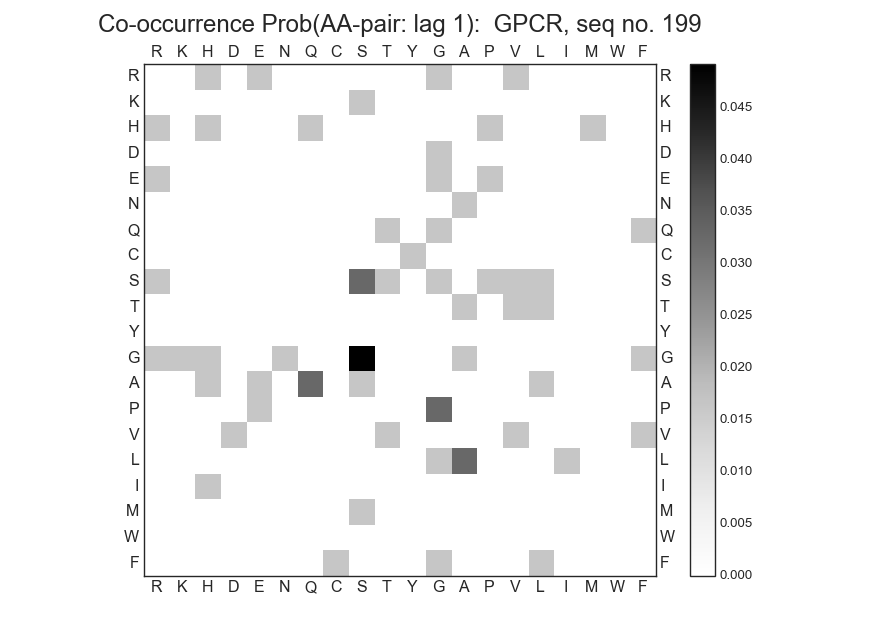 Co-occurrence Prob(AA-pair: lag 1):  GPCR, seq no. 199
R K H D E N Q C S T Y G A P V L I M W F
R R
K K
H H
D D
E E
N N
Q Q
C C
S S
T T
Y Y
G G
A A
P P
V V
L L
I I
M M
W W
F F
R K H D E N Q C S T Y G A P V L I M W F
0.045
0.040
0.035
0.030
0.025
0.020
0.015
0.010
0.005
0.000